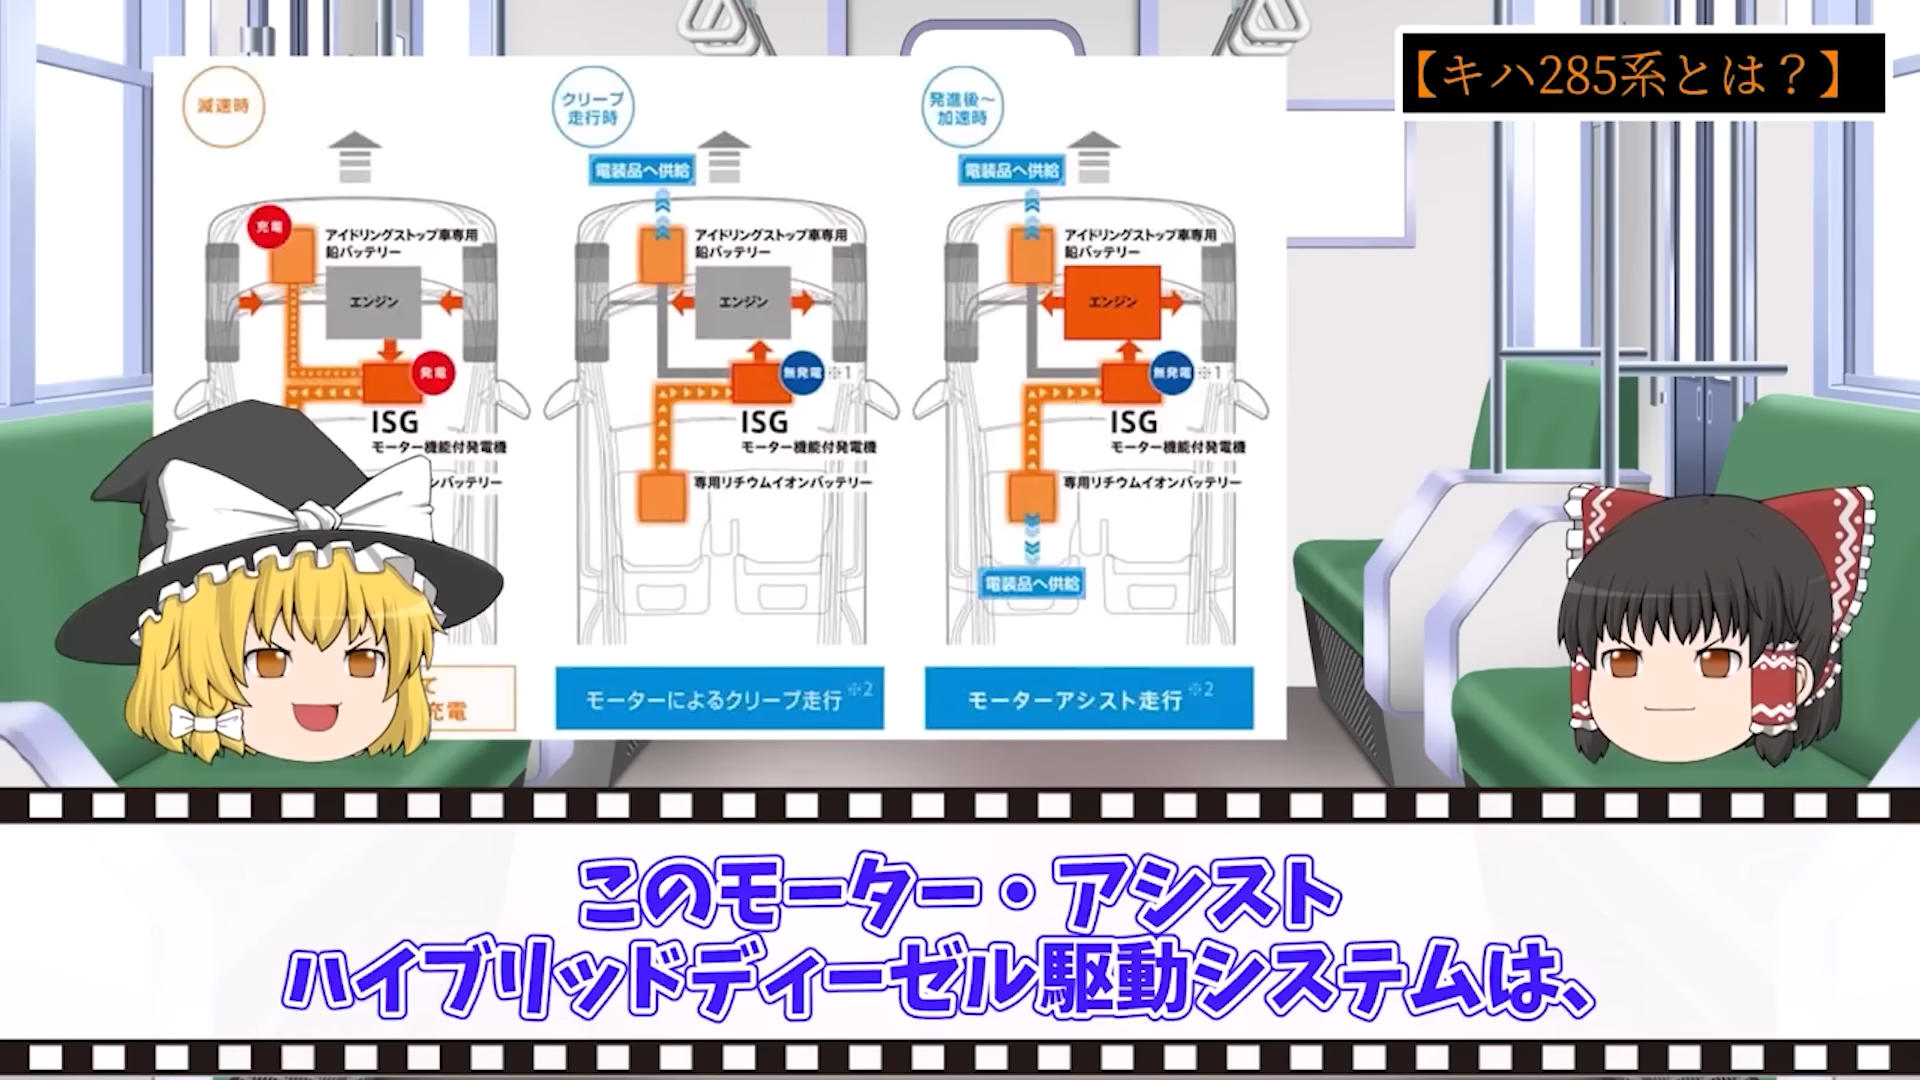 【キハ285系とは？】
減速時
充電
アイドリングストップ車専用
鉛バッテリー
エンジン
発電
ISG
モーター機能付発電機
ンバッテリー
て
充電
クリープ
走行時
電装品へ供給
アイドリングストップ車専用
鉛バッテリー
エンジン
無発電 ※1
ISG
モーター機能付発電機
専用リチウムイオンバッテリー
モーターによるクリープ走行 ※2
発進後～
加速時
電装品へ供給
アイドリングストップ車専用
鉛バッテリー
エンジン
無発電 ※1
ISG
モーター機能付発電機
専用リチウムイオンバッテリー
電装品へ供給
モーターアシスト走行 ※2
このモーター・アシスト
ハイブリッドディーゼル駆動システムは、